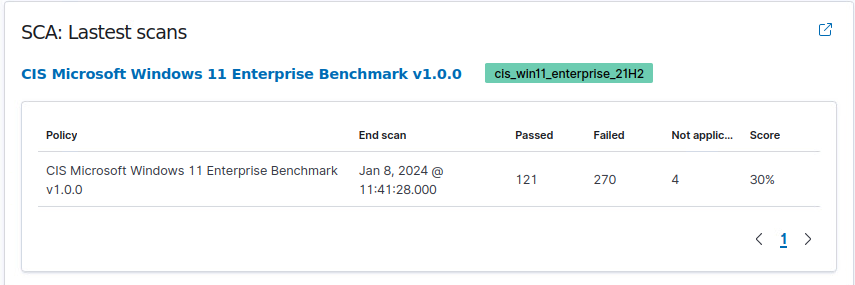 SCA: Lastest scans
CIS Microsoft Windows 11 Enterprise Benchmark v1.0.0 cis_win11_enterprise_21H2
Policy End scan Passed Failed Not applic... Score
CIS Microsoft Windows 11 Enterprise Benchmark Jan 8, 2024 @ 121 270 4 30%
v1.0.0 11:41:28.000
1